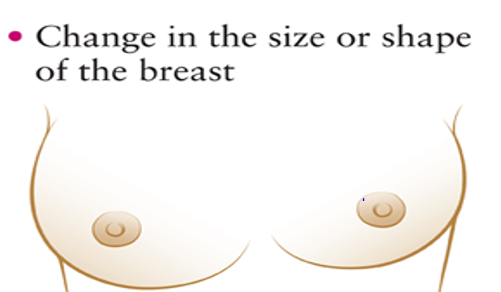 • Change in the size or shape
of the breast